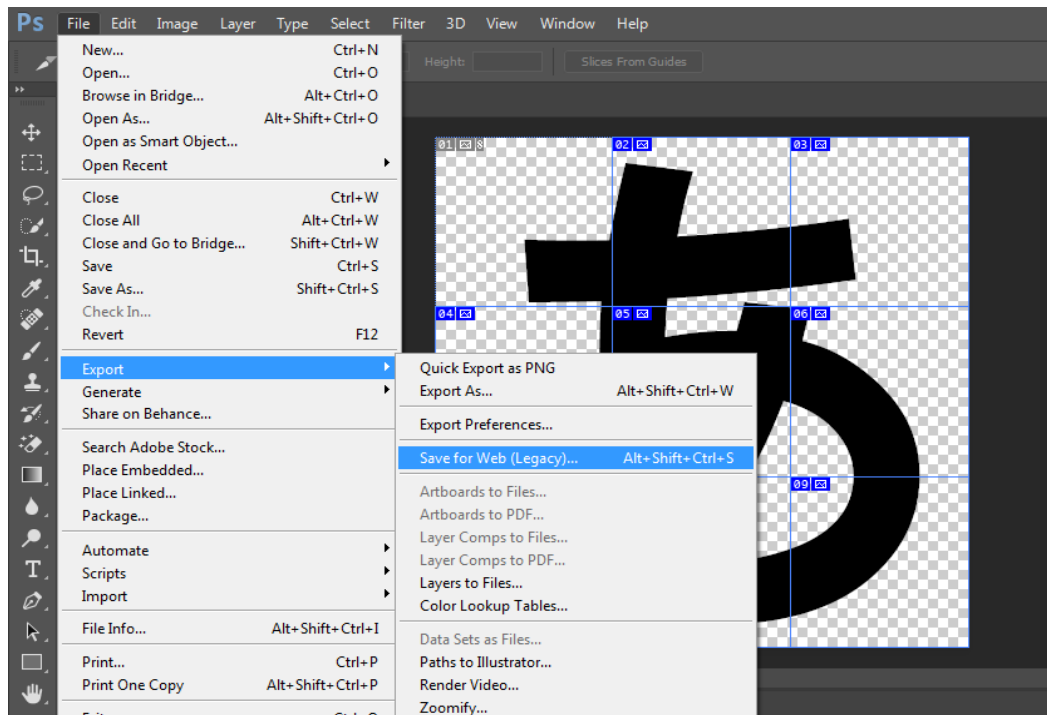 Ps File Edit Image Layer Type Select Filter 3D View Window Help
Height: Slices From Guides
New... Ctrl+N
Open... Ctrl+O
Browse in Bridge... Alt+Ctrl+O
Open As... Alt+Shift+Ctrl+O
Open as Smart Object...
Open Recent
Close Ctrl+W
Close All Alt+Ctrl+W
Close and Go to Bridge... Shift+Ctrl+W
Save Ctrl+S
Save As... Shift+Ctrl+S
Check In...
Revert F12
Export
Generate
Share on Behance...
Search Adobe Stock...
Place Embedded...
Place Linked...
Package...
Automate
Scripts
Import
File Info... Alt+Shift+Ctrl+I
Print... Ctrl+P
Print One Copy Alt+Shift+Ctrl+P
Quick Export as PNG
Export As... Alt+Shift+Ctrl+W
Export Preferences...
Save for Web (Legacy)... Alt+Shift+Ctrl+S
Artboards to Files...
Artboards to PDF...
Layer Comps to Files...
Layer Comps to PDF...
Layers to Files...
Color Lookup Tables...
Data Sets as Files...
Paths to Illustrator...
Render Video...
Zoomify...
01 02 03
04 05 06
09
あ